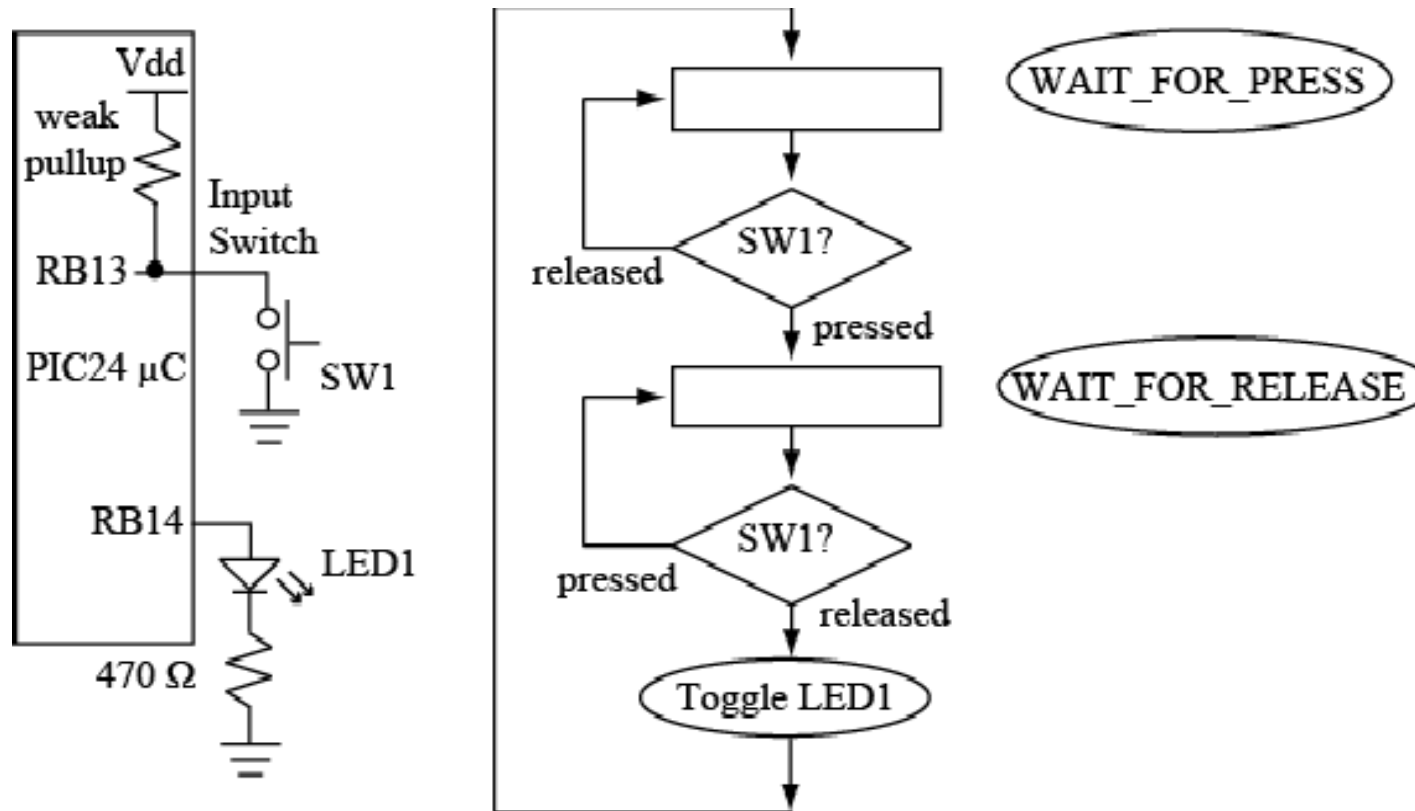 Vdd
weak
pullup
Input
Switch
RB13
PIC24 µC
SW1
RB14
LED1
470 Ω
WAIT_FOR_PRESS
SW1?
released
pressed
WAIT_FOR_RELEASE
SW1?
pressed
released
Toggle LED1